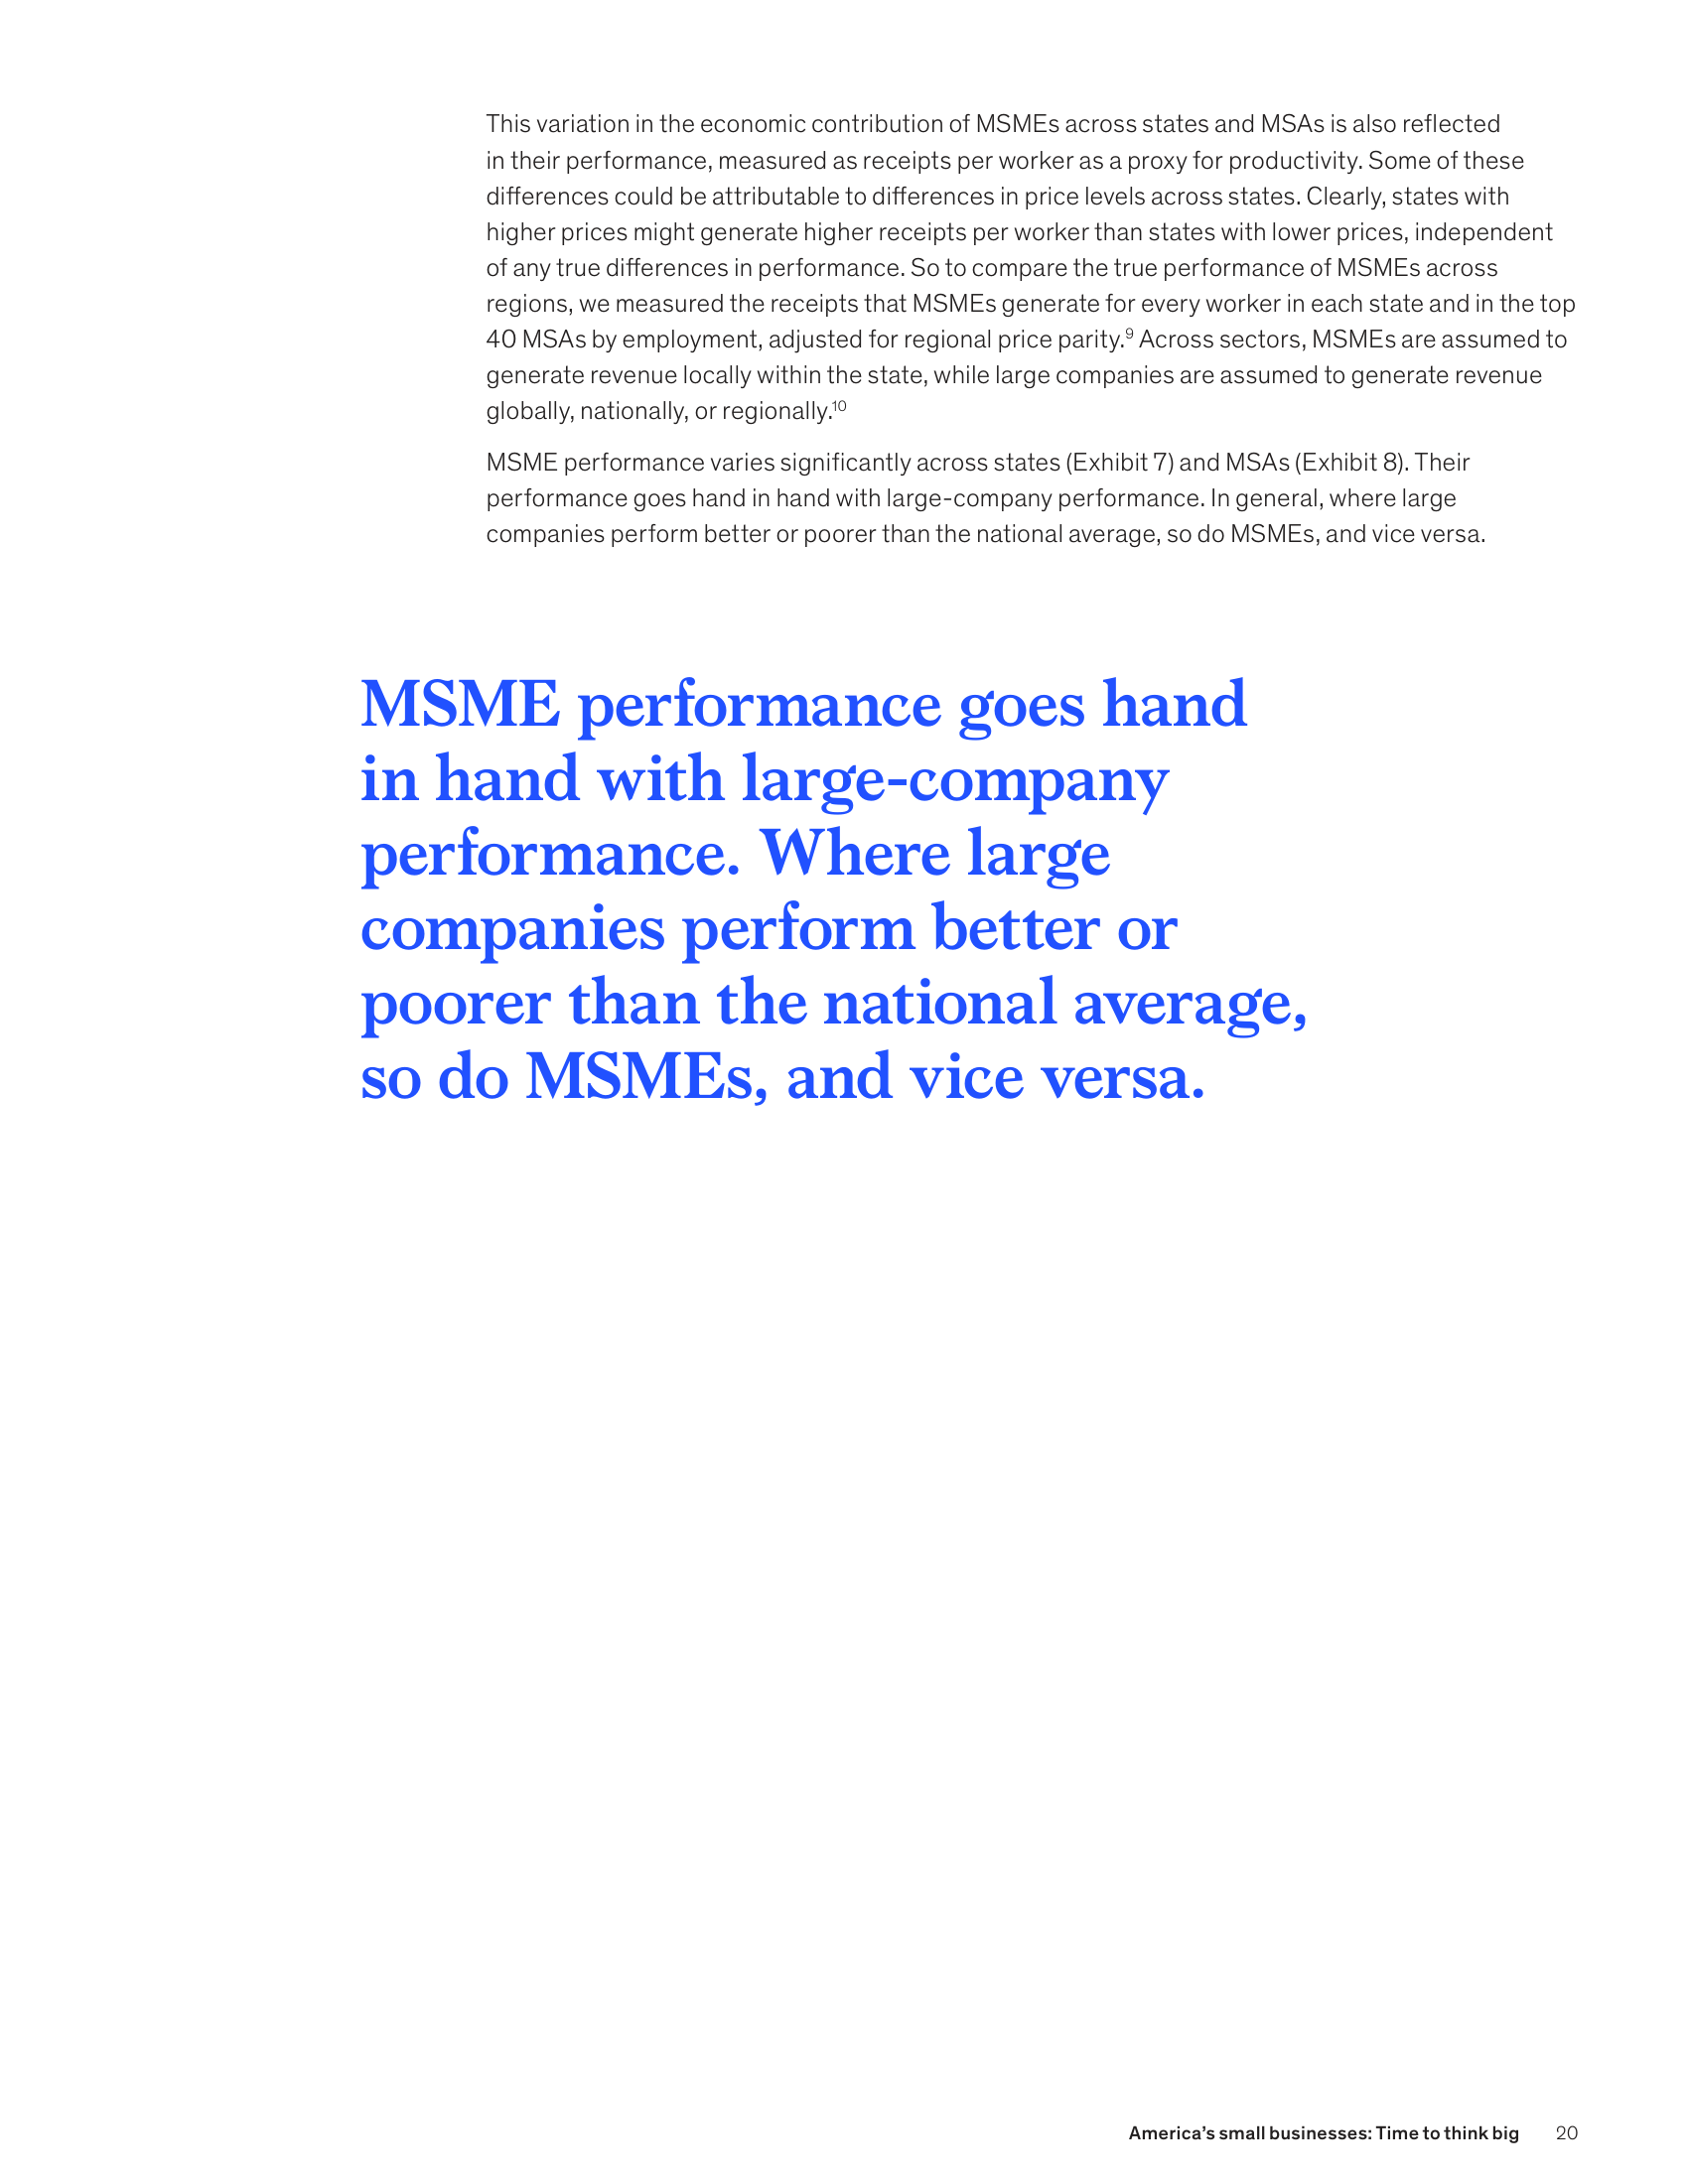 This variation in the economic contribution of MSMEs across states and MSAs is also reflected
in their performance, measured as receipts per worker as a proxy for productivity. Some of these
differences could be attributable to differences in price levels across states. Clearly, states with
higher prices might generate higher receipts per worker than states with lower prices, independent
of any true differences in performance. So to compare the true performance of MSMEs across
regions, we measured the receipts that MSMEs generate for every worker in each state and in the top
40 MSAs by employment, adjusted for regional price parity.⁹ Across sectors, MSMEs are assumed to
generate revenue locally within the state, while large companies are assumed to generate revenue
globally, nationally, or regionally.¹⁰
MSME performance varies significantly across states (Exhibit 7) and MSAs (Exhibit 8). Their
performance goes hand in hand with large-company performance. In general, where large
companies perform better or poorer than the national average, so do MSMEs, and vice versa.
MSME performance goes hand
in hand with large-company
performance. Where large
companies perform better or
poorer than the national average,
so do MSMEs, and vice versa.
America’s small businesses: Time to think big 20